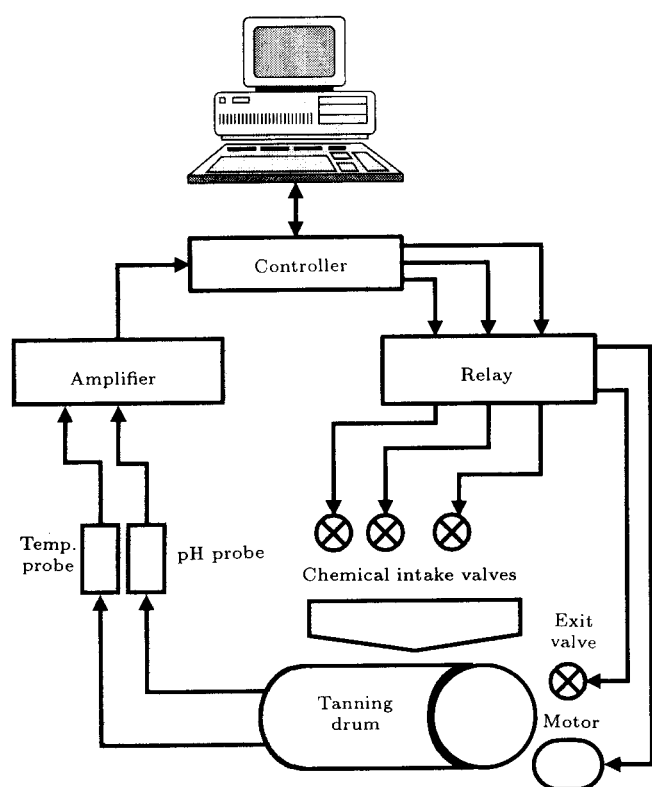 Controller
Amplifier
Relay
Temp.
probe
pH probe
Chemical intake valves
Exit
valve
Tanning
drum
Motor